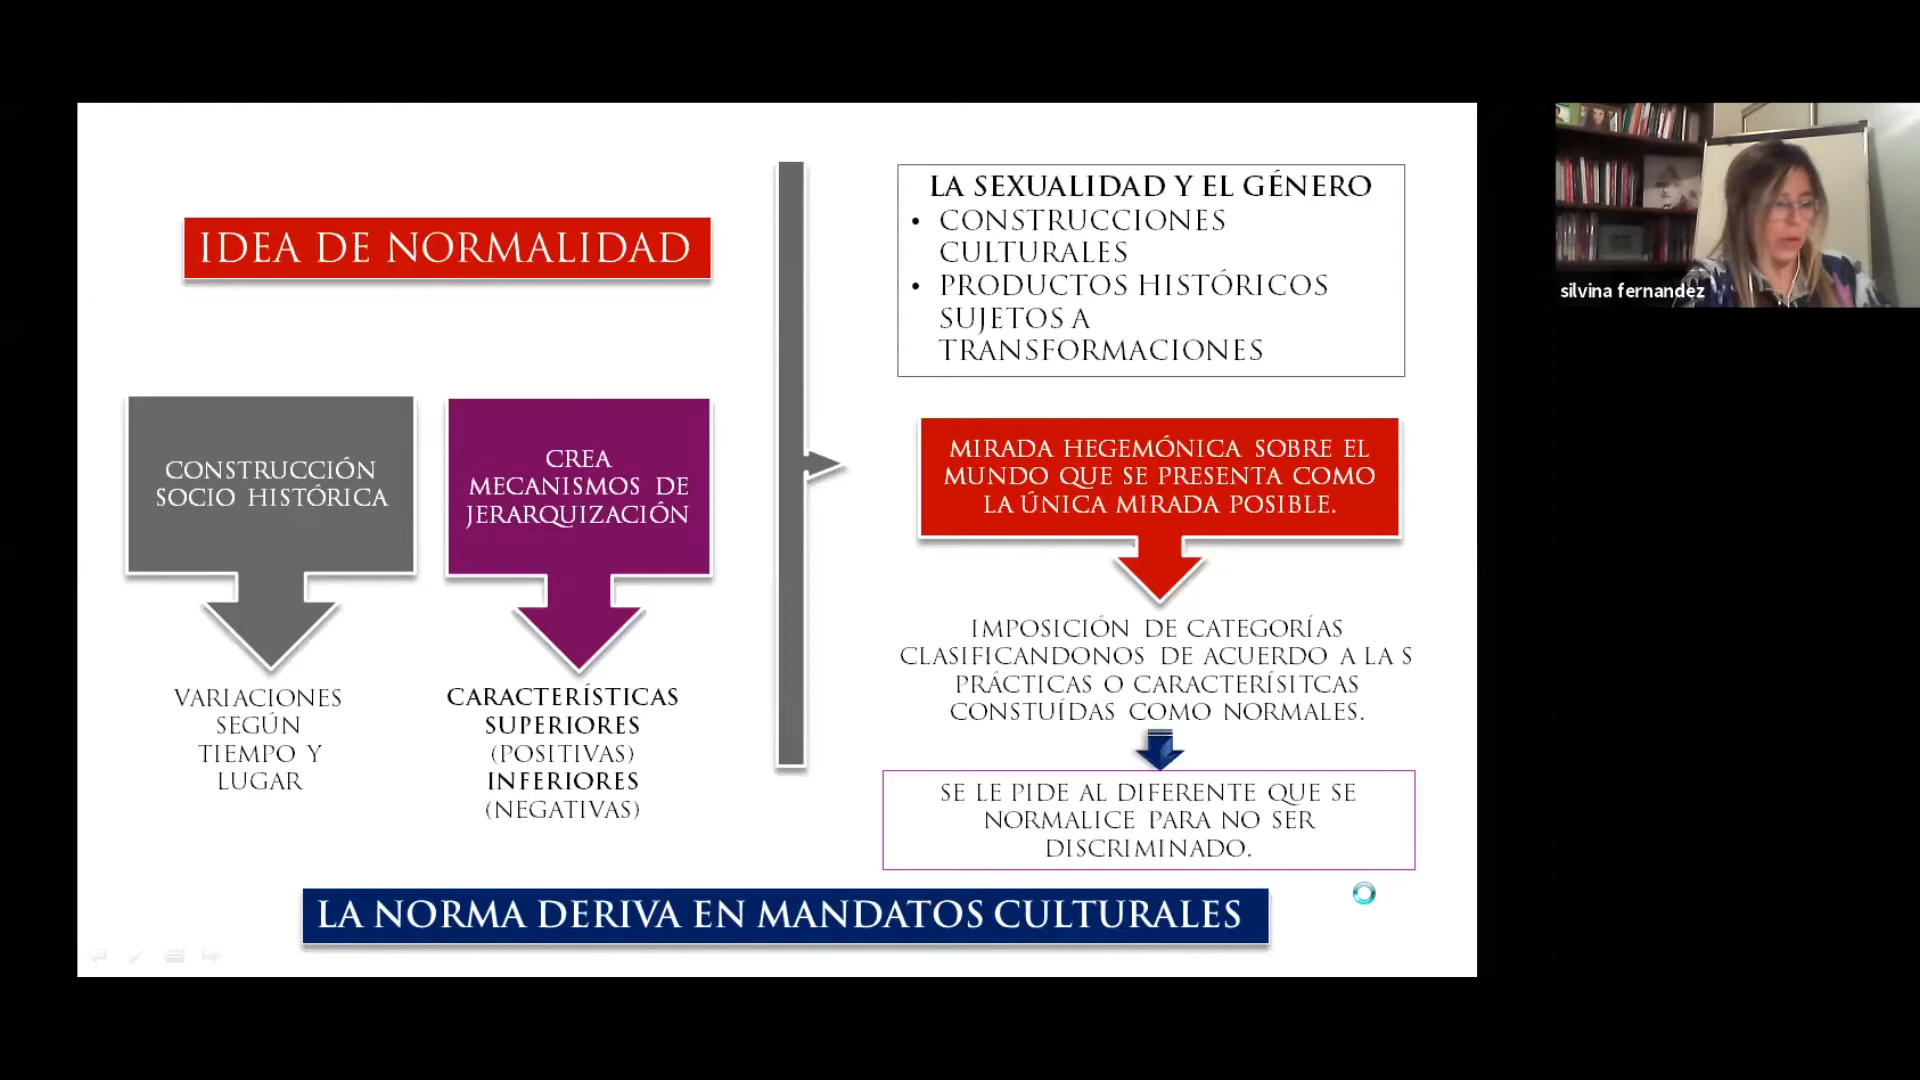 IDEA DE NORMALIDAD
CONSTRUCCIÓN
SOCIO HISTÓRICA
VARIACIONES
SEGÚN
TIEMPO Y
LUGAR
CREA
MECANISMOS DE
JERARQUIZACIÓN
CARACTERÍSTICAS
SUPERIORES
(POSITIVAS)
INFERIORES
(NEGATIVAS)
LA SEXUALIDAD Y EL GÉNERO
• CONSTRUCCIONES
CULTURALES
• PRODUCTOS HISTÓRICOS
SUJETOS A
TRANSFORMACIONES
MIRADA HEGEMÓNICA SOBRE EL
MUNDO QUE SE PRESENTA COMO
LA ÚNICA MIRADA POSIBLE.
IMPOSICIÓN DE CATEGORÍAS
CLASIFICANDONOS DE ACUERDO A LA S
PRÁCTICAS O CARACTERÍSITCAS
CONSTUÍDAS COMO NORMALES.
SE LE PIDE AL DIFERENTE QUE SE
NORMALICE PARA NO SER
DISCRIMINADO.
LA NORMA DERIVA EN MANDATOS CULTURALES
silvina fernandez